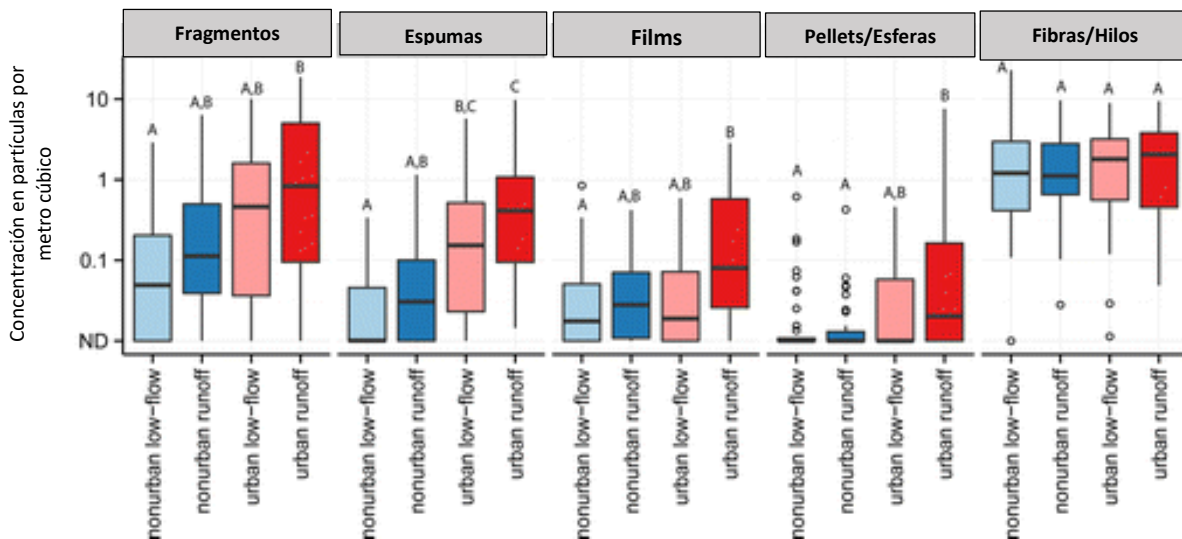 Fragmentos
Espumas
Films
Pellets/Esferas
Fibras/Hilos
Concentración en partículas por
metro cúbico
10
1
0.1
ND
A
A,B
A,B
B
A
A,B
B,C
C
A
A,B
A,B
B
A
A
A,B
B
A
A
A
A
nonurban low-flow
nonurban runoff
urban low-flow
urban runoff
nonurban low-flow
nonurban runoff
urban low-flow
urban runoff
nonurban low-flow
nonurban runoff
urban low-flow
urban runoff
nonurban low-flow
nonurban runoff
urban low-flow
urban runoff
nonurban low-flow
nonurban runoff
urban low-flow
urban runoff